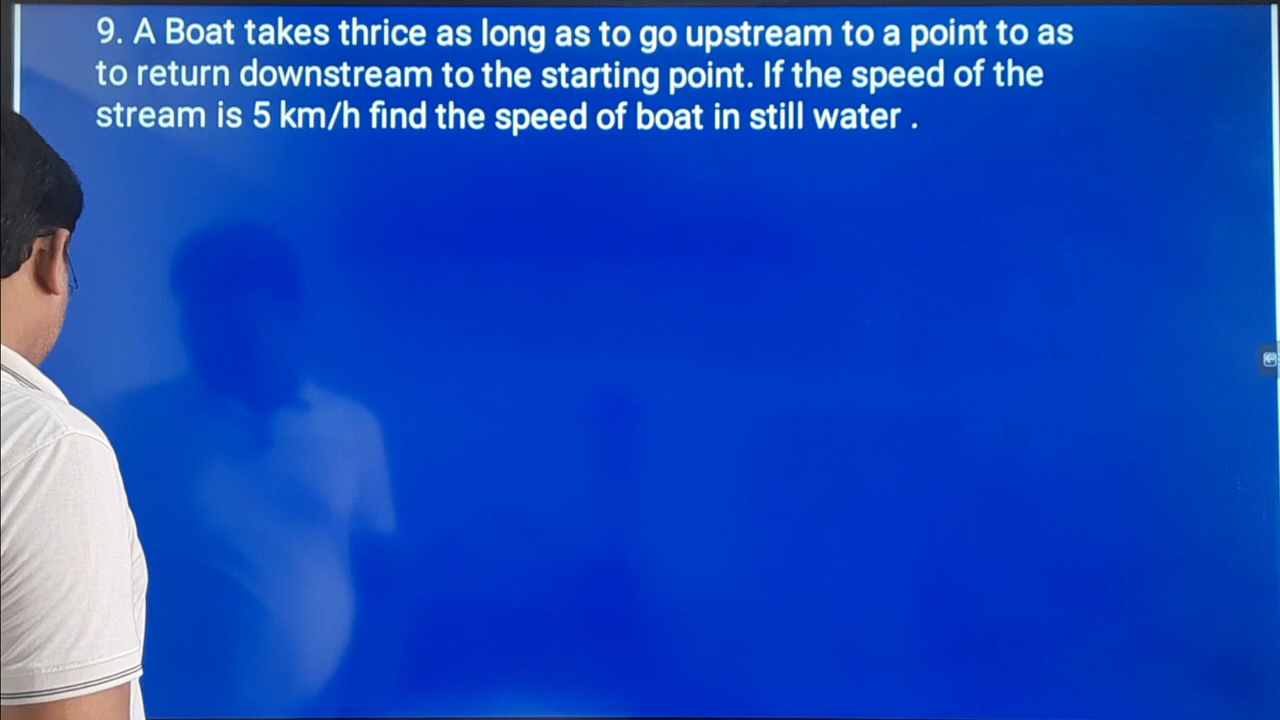 9. A Boat takes thrice as long as to go upstream to a point to as
to return downstream to the starting point. If the speed of the
stream is 5 km/h find the speed of boat in still water .